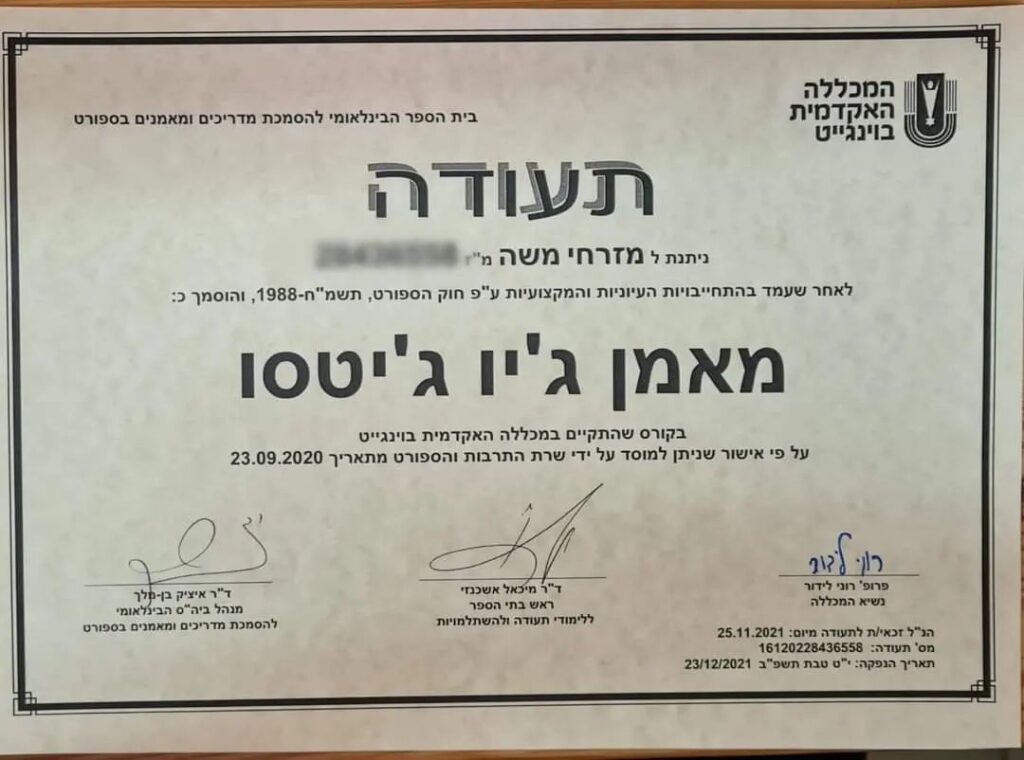 המכללה
האקדמית
בוינגייט
בית הספר הבינלאומי להסמכת מדריכים ומאמנים בספורט
תעודה
ניתנת ל מזרחי משה מ"ז
לאחר שעמד בהתחייבויות העיוניות והמקצועיות ע"פ חוק הספורט, תשמ"ח-1988, והוסמך כ:
מאמן ג'יו ג'יטסו
בקורס שהתקיים במכללה האקדמית בוינגייט
על פי אישור שניתן למוסד על ידי שרת התרבות והספורט מתאריך 23.09.2020
רוני לידור
פרופ' רוני לידור
נשיא המכללה
ד"ר מיכאל אשכנזי
ראש בתי הספר
ללימודי תעודה ולהשתלמויות
ד"ר איציק בן-מלך
מנהל ביה"ס הבינלאומי
להסמכת מדריכים ומאמנים בספורט
הנ"ל זכאי/ת לתעודה מיום: 25.11.2021
מס' תעודה: 16120228436558
תאריך הנפקה: י"ט טבת תשפ"ב 23/12/2021